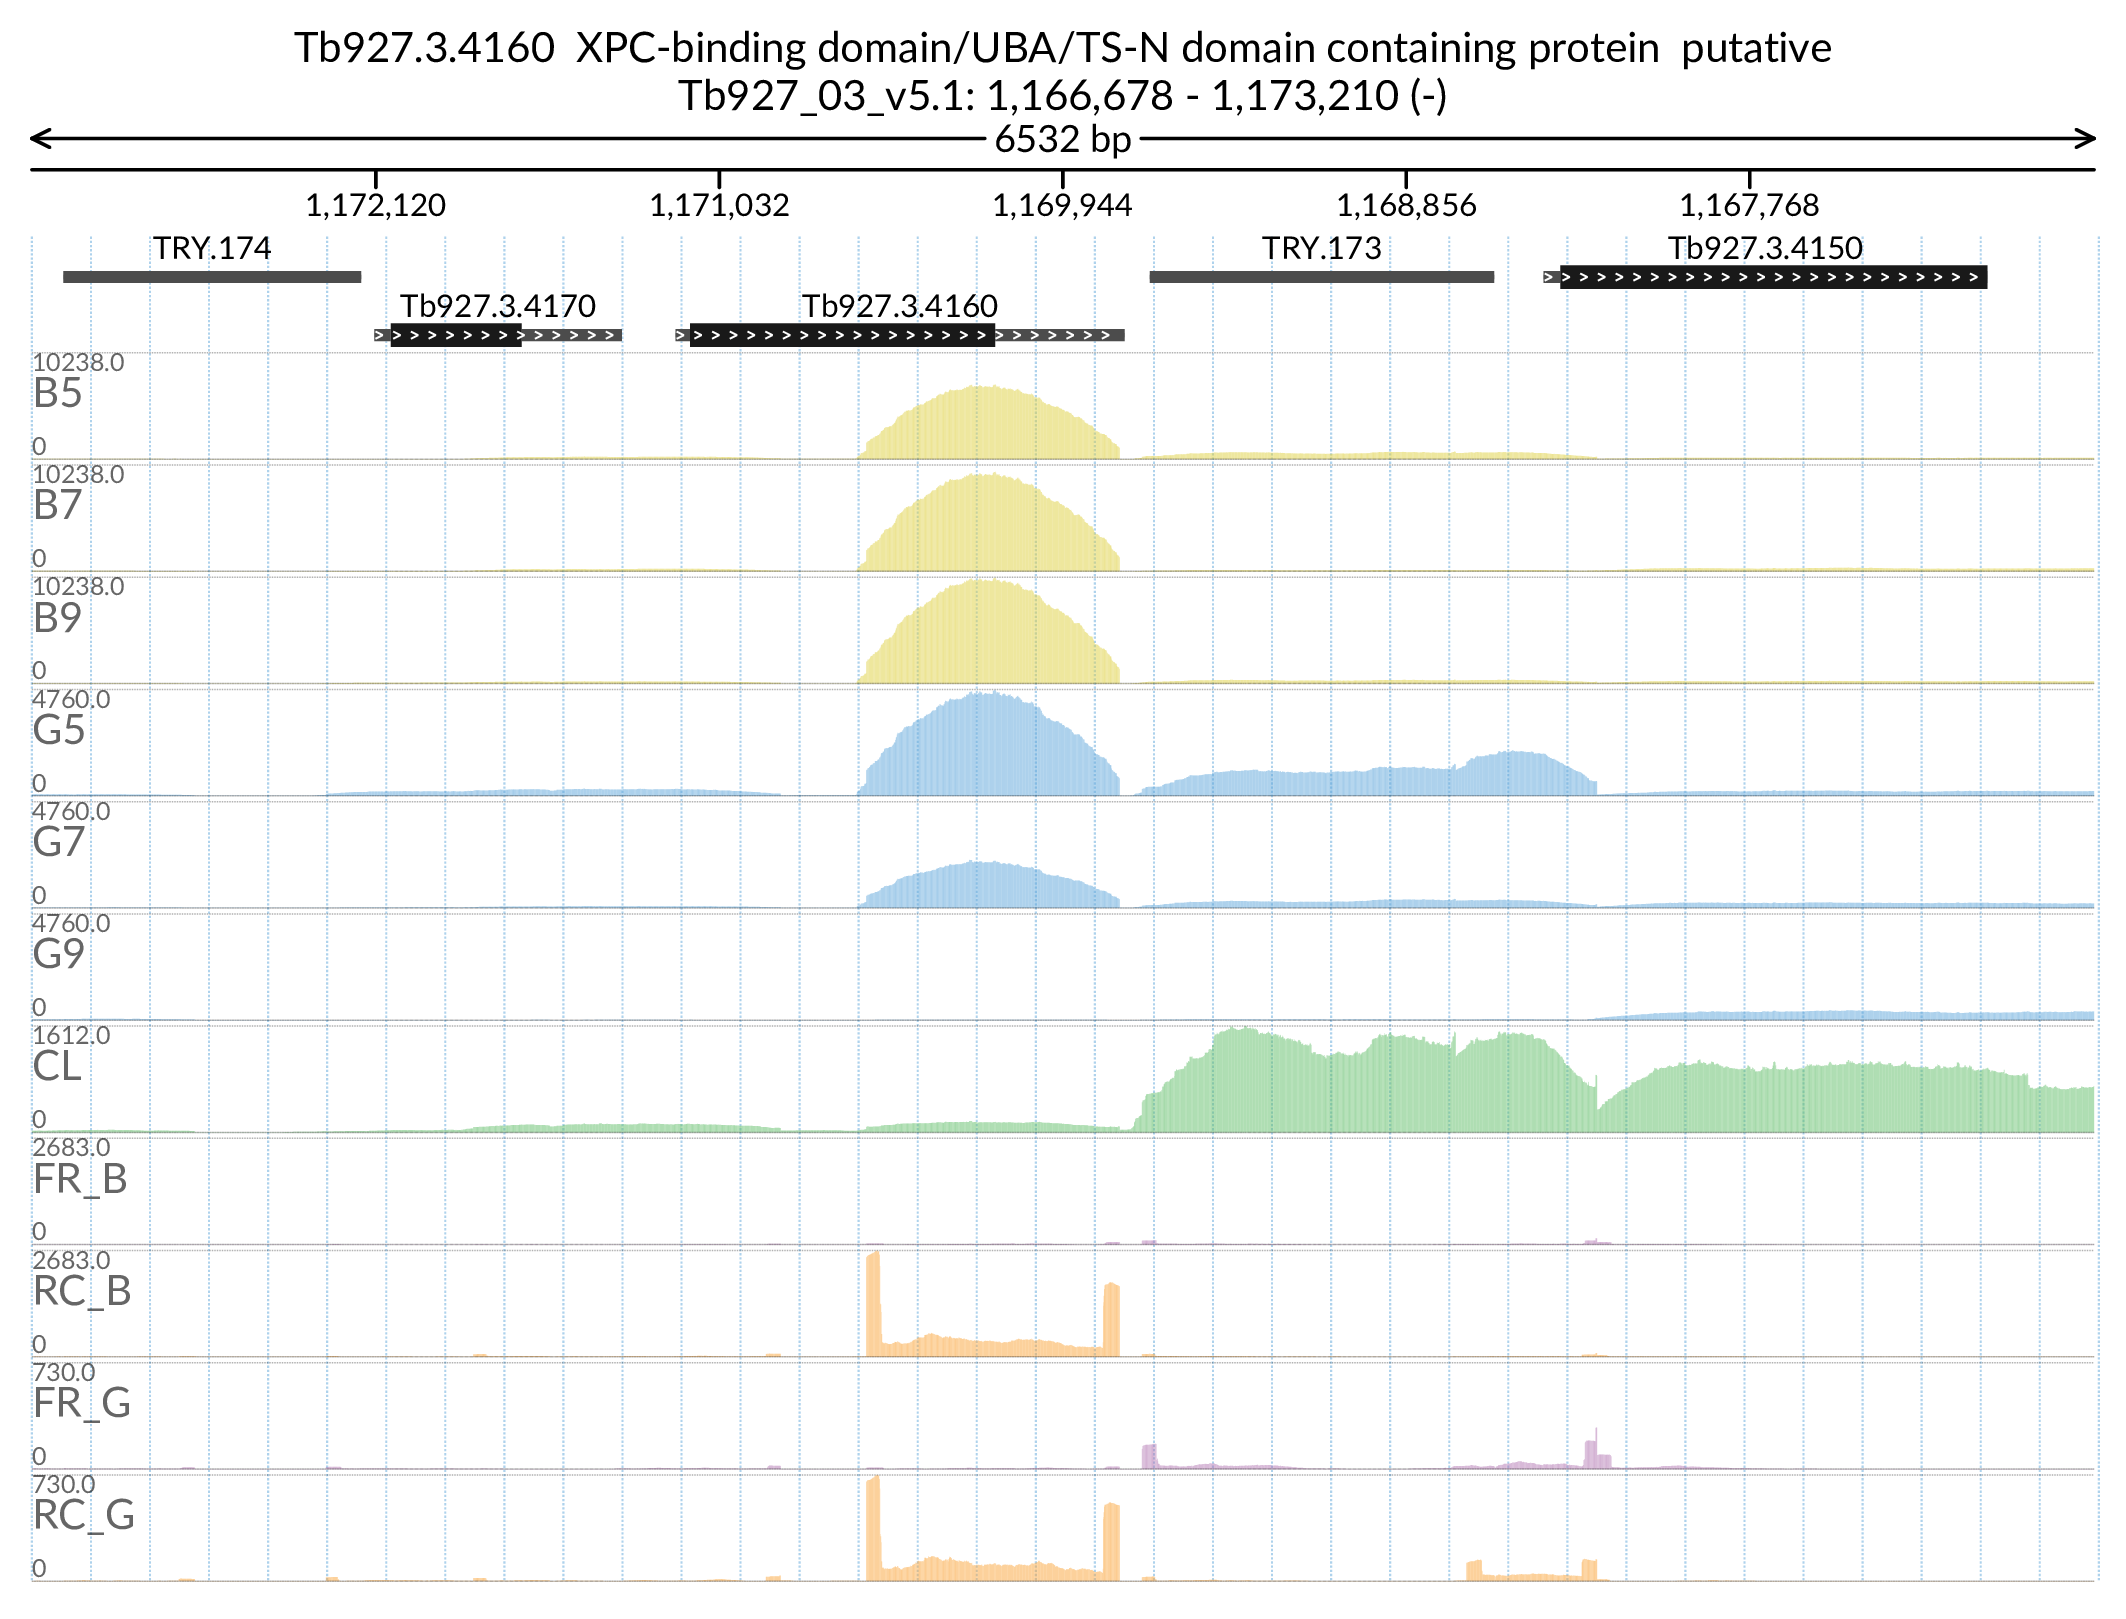 Tb927.3.4160  XPC-binding domain/UBA/TS-N domain containing protein  putative
Tb927_03_v5.1: 1,166,678 - 1,173,210 (-)
6532 bp
1,172,120 1,171,032 1,169,944 1,168,856 1,167,768
TRY.174 TRY.173 Tb927.3.4150
Tb927.3.4170 Tb927.3.4160
10238.0
B5
0
10238.0
B7
0
10238.0
B9
0
4760.0
G5
0
4760.0
G7
0
4760.0
G9
0
1612.0
CL
0
2683.0
FR_B
0
2683.0
RC_B
0
730.0
FR_G
0
730.0
RC_G
0